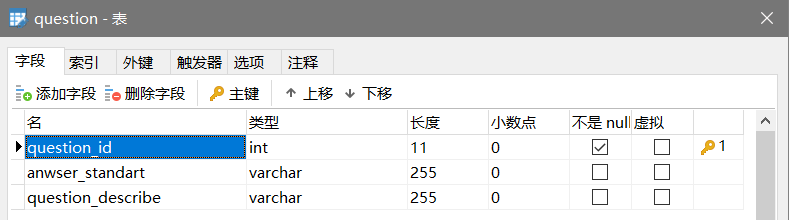 question - 表
字段 索引 外键 触发器 选项 注释
添加字段 删除字段 主键 上移 下移
名 类型 长度 小数点 不是 null 虚拟
question_id int 11 0 1
anwser_standart varchar 255 0
question_describe varchar 255 0